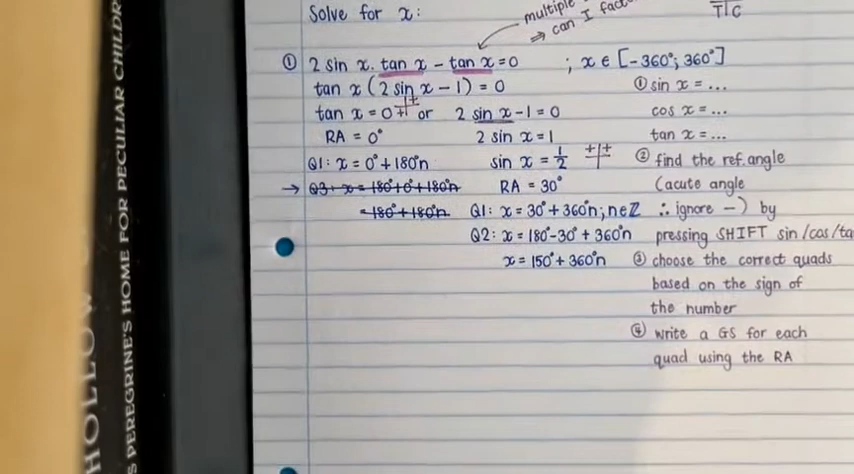 HOLLOW
S PEREGRINE'S HOME FOR PECULIAR CHILDR
Solve for x:
multiple
⇒ can I
T|C
① 2 sin x. tan x - tan x = 0 ; x ∈ [-360°; 360°]
tan x (2 sin x - 1) = 0
tan x = 0 or 2 sin x - 1 = 0
RA = 0° 2 sin x = 1
Q1: x = 0° + 180°n sin x = 1/2
→ Q3: x = 180° + 0° + 180°n RA = 30°
= 180° + 180°n Q1: x = 30° + 360°n; n ∈ ℤ
Q2: x = 180° - 30° + 360°n
x = 150° + 360°n
① sin x = ...
cos x = ...
tan x = ...
② find the ref. angle
(acute angle
∴ ignore -) by
pressing SHIFT sin/cos/ta
③ choose the correct quads
based on the sign of
the number
④ write a GS for each
quad using the RA